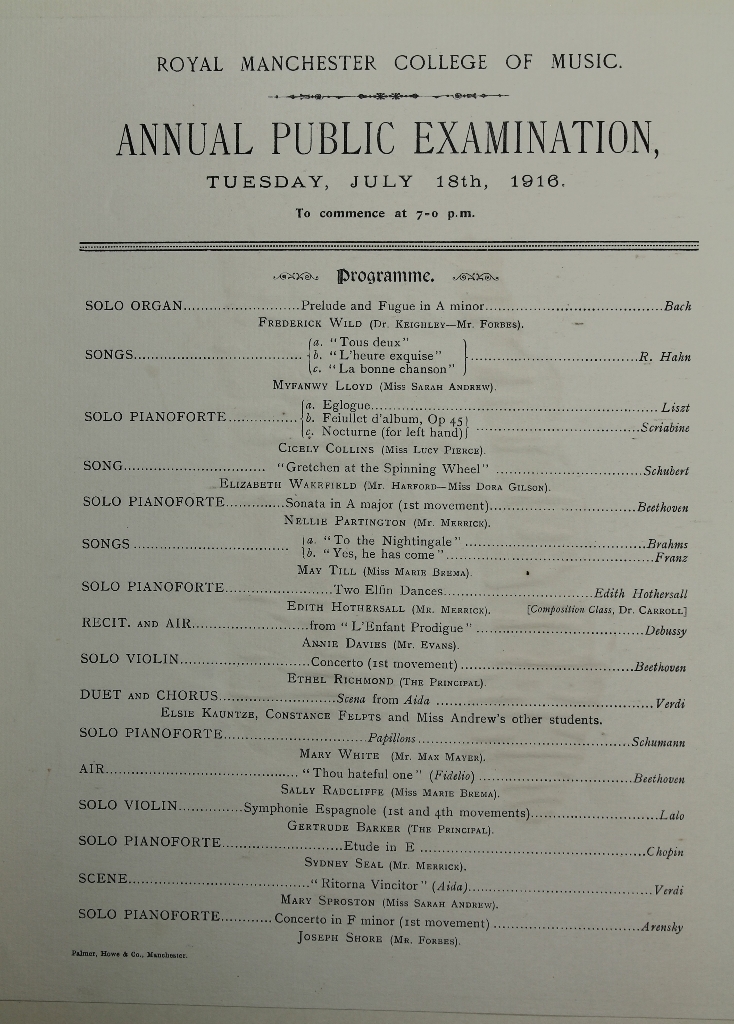 ROYAL MANCHESTER COLLEGE OF MUSIC.
ANNUAL PUBLIC EXAMINATION,
TUESDAY, JULY 18th, 1916.
To commence at 7-0 p.m.
Programme.
SOLO ORGAN..............................Prelude and Fugue in A minor..............................Bach
FREDERICK WILD (DR. KEIGHLEY—MR. FORBES).
a. "Tous deux"
SONGS..............................b. "L'heure exquise"..............................R. Hahn
c. "La bonne chanson"
MYFANWY LLOYD (MISS SARAH ANDREW).
a. Eglogue..............................Liszt
SOLO PIANOFORTE..................b. Feiullet d'album, Op 45
c. Nocturne (for left hand)..............................Scriabine
CICELY COLLINS (MISS LUCY PIERCE).
SONG.............................. "Gretchen at the Spinning Wheel" ..............................Schubert
ELIZABETH WAKEFIELD (MR. HARFORD—MISS DORA GILSON).
SOLO PIANOFORTE...............Sonata in A major (1st movement)..............................Beethoven
NELLIE PARTINGTON (MR. MERRICK).
SONGS .............................. a. "To the Nightingale" ..............................Brahms
b. "Yes, he has come" ..............................Franz
MAY TILL (MISS MARIE BREMA).
SOLO PIANOFORTE..............................Two Elfin Dances..............................Edith Hothersall
EDITH HOTHERSALL (MR. MERRICK). [Composition Class, DR. CARROLL]
RECIT. AND AIR..............................from "L'Enfant Prodigue" ..............................Debussy
ANNIE DAVIES (MR. EVANS).
SOLO VIOLIN..............................Concerto (1st movement) ..............................Beethoven
ETHEL RICHMOND (THE PRINCIPAL).
DUET AND CHORUS..............................Scena from Aida ..............................Verdi
ELSIE KAUNTZE, CONSTANCE FELPTS and MISS ANDREW'S other students.
SOLO PIANOFORTE..............................Papillons ..............................Schumann
MARY WHITE (MR. MAX MAYER).
AIR.............................."Thou hateful one" (Fidelio) ..............................Beethoven
SALLY RADCLIFFE (MISS MARIE BREMA).
SOLO VIOLIN...............Symphonie Espagnole (1st and 4th movements)..............................Lalo
GERTRUDE BARKER (THE PRINCIPAL).
SOLO PIANOFORTE..............................Etude in E ..............................Chopin
SYDNEY SEAL (MR. MERRICK).
SCENE.............................."Ritorna Vincitor" (Aida)..............................Verdi
MARY SPROSTON (MISS SARAH ANDREW).
SOLO PIANOFORTE............Concerto in F minor (1st movement) ..............................Arensky
JOSEPH SHORE (MR. FORBES).
Palmer, Howe & Co., Manchester.